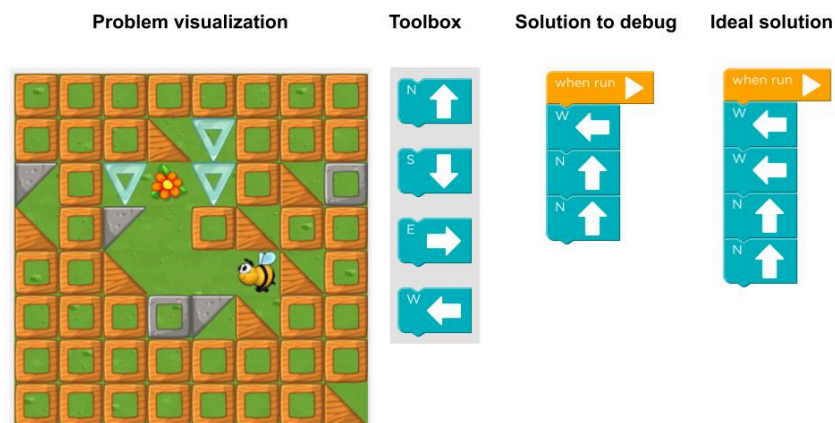 Problem visualization
Toolbox
Solution to debug
Ideal solution
N
S
E
W
when run
W
N
N
when run
W
W
N
N